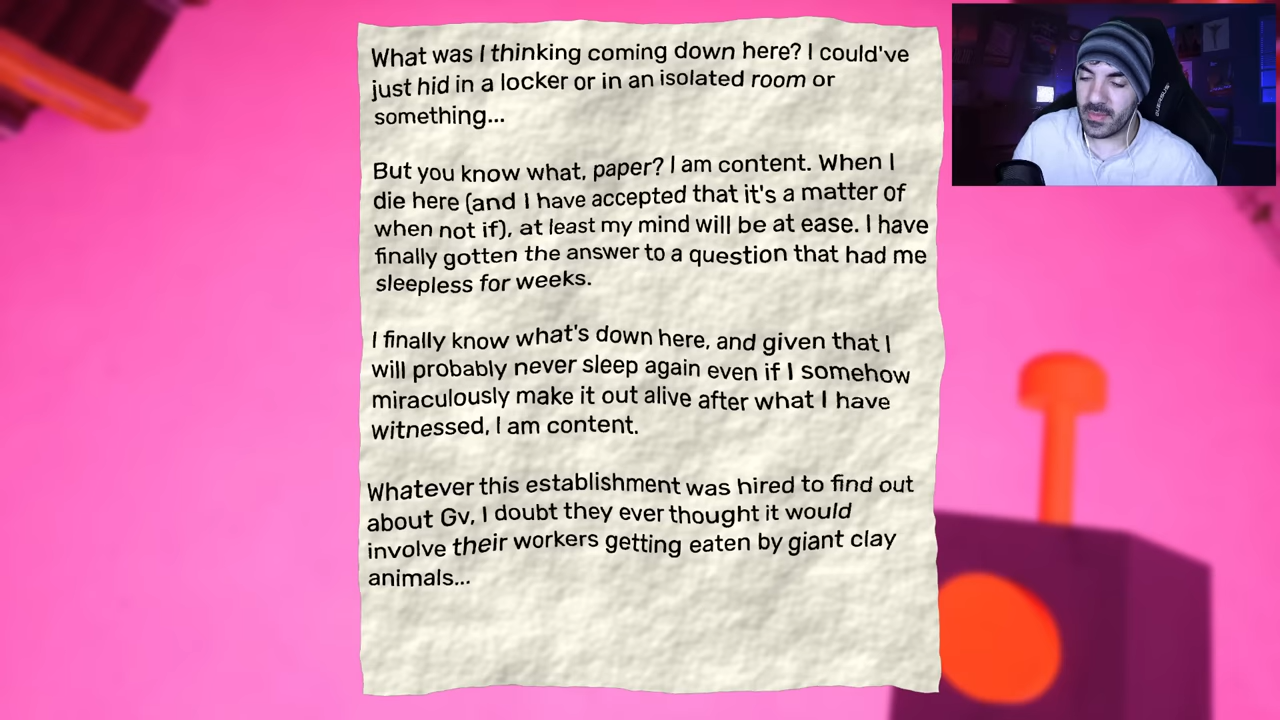 What was I thinking coming down here? I could've
just hid in a locker or in an isolated room or
something...
But you know what, paper? I am content. When I
die here (and I have accepted that it's a matter of
when not if), at least my mind will be at ease. I have
finally gotten the answer to a question that had me
sleepless for weeks.
I finally know what's down here, and given that I
will probably never sleep again even if I somehow
miraculously make it out alive after what I have
witnessed, I am content.
Whatever this establishment was hired to find out
about Gv, I doubt they ever thought it would
involve their workers getting eaten by giant clay
animals...